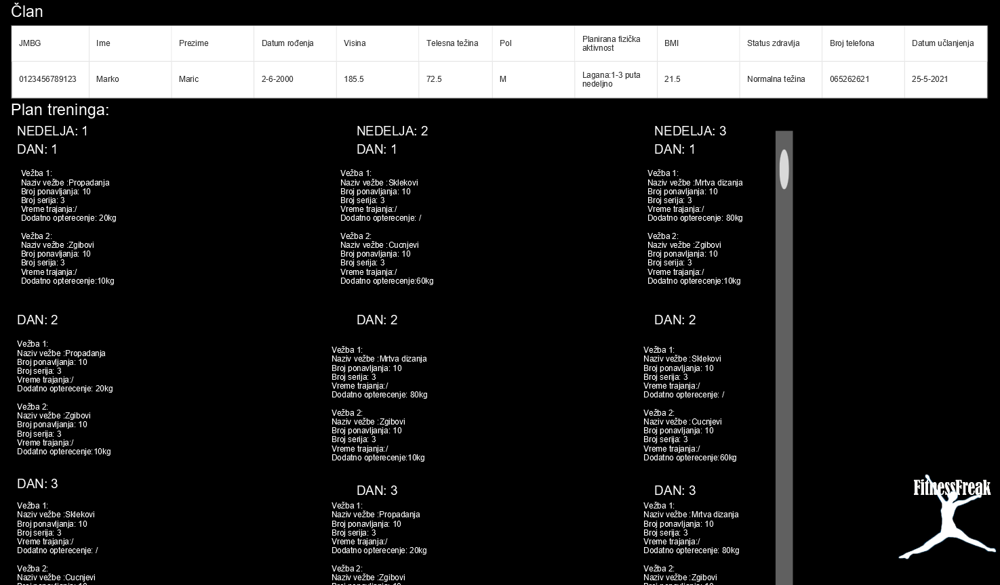 Član
JMBG Ime Prezime Datum rođenja Visina Telesna težina Pol Planirana fizička aktivnost BMI Status zdravlja Broj telefona Datum učlanjenja
0123456789123 Marko Maric 2-6-2000 185.5 72.5 M Lagana:1-3 puta nedeljno 21.5 Normalna težina 065262621 25-5-2021
Plan treninga:
NEDELJA: 1
DAN: 1
Vežba 1:
Naziv vežbe :Propadanja
Broj ponavljanja: 10
Broj serija: 3
Vreme trajanja:/
Dodatno opterecenje: 20kg
Vežba 2:
Naziv vežbe :Zgibovi
Broj ponavljanja: 10
Broj serija: 3
Vreme trajanja:/
Dodatno opterecenje:10kg
DAN: 2
Vežba 1:
Naziv vežbe :Propadanja
Broj ponavljanja: 10
Broj serija: 3
Vreme trajanja:/
Dodatno opterecenje: 20kg
Vežba 2:
Naziv vežbe :Zgibovi
Broj ponavljanja: 10
Broj serija: 3
Vreme trajanja:/
Dodatno opterecenje:10kg
DAN: 3
Vežba 1:
Naziv vežbe :Sklekovi
Broj ponavljanja: 10
Broj serija: 3
Vreme trajanja:/
Dodatno opterecenje: /
Vežba 2:
Naziv vežbe :Cucnjevi
Broj ponavljanja: 10
NEDELJA: 2
DAN: 1
Vežba 1:
Naziv vežbe :Sklekovi
Broj ponavljanja: 10
Broj serija: 3
Vreme trajanja:/
Dodatno opterecenje: /
Vežba 2:
Naziv vežbe :Cucnjevi
Broj ponavljanja: 10
Broj serija: 3
Vreme trajanja:/
Dodatno opterecenje:60kg
DAN: 2
Vežba 1:
Naziv vežbe :Mrtva dizanja
Broj ponavljanja: 10
Broj serija: 3
Vreme trajanja:/
Dodatno opterecenje: 80kg
Vežba 2:
Naziv vežbe :Zgibovi
Broj ponavljanja: 10
Broj serija: 3
Vreme trajanja:/
Dodatno opterecenje:10kg
DAN: 3
Vežba 1:
Naziv vežbe :Propadanja
Broj ponavljanja: 10
Broj serija: 3
Vreme trajanja:/
Dodatno opterecenje: 20kg
Vežba 2:
Naziv vežbe :Zgibovi
Broj ponavljanja: 10
NEDELJA: 3
DAN: 1
Vežba 1:
Naziv vežbe :Mrtva dizanja
Broj ponavljanja: 10
Broj serija: 3
Vreme trajanja:/
Dodatno opterecenje: 80kg
Vežba 2:
Naziv vežbe :Zgibovi
Broj ponavljanja: 10
Broj serija: 3
Vreme trajanja:/
Dodatno opterecenje:10kg
DAN: 2
Vežba 1:
Naziv vežbe :Sklekovi
Broj ponavljanja: 10
Broj serija: 3
Vreme trajanja:/
Dodatno opterecenje: /
Vežba 2:
Naziv vežbe :Cucnjevi
Broj ponavljanja: 10
Broj serija: 3
Vreme trajanja:/
Dodatno opterecenje:60kg
DAN: 3
Vežba 1:
Naziv vežbe :Mrtva dizanja
Broj ponavljanja: 10
Broj serija: 3
Vreme trajanja:/
Dodatno opterecenje: 80kg
Vežba 2:
Naziv vežbe :Zgibovi
Broj ponavljanja: 10
FitnessFreak